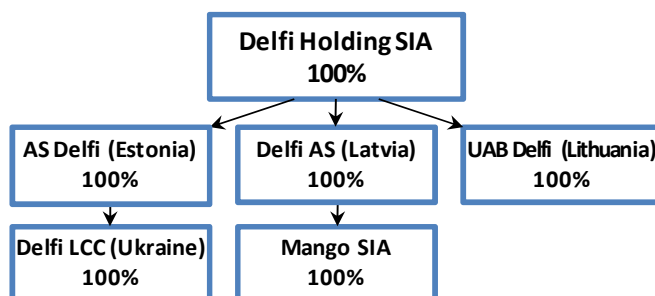 Delfi Holding SIA
100%
AS Delfi (Estonia)
100%
Delfi AS (Latvia)
100%
UAB Delfi (Lithuania)
100%
Delfi LCC (Ukraine)
100%
Mango SIA
100%